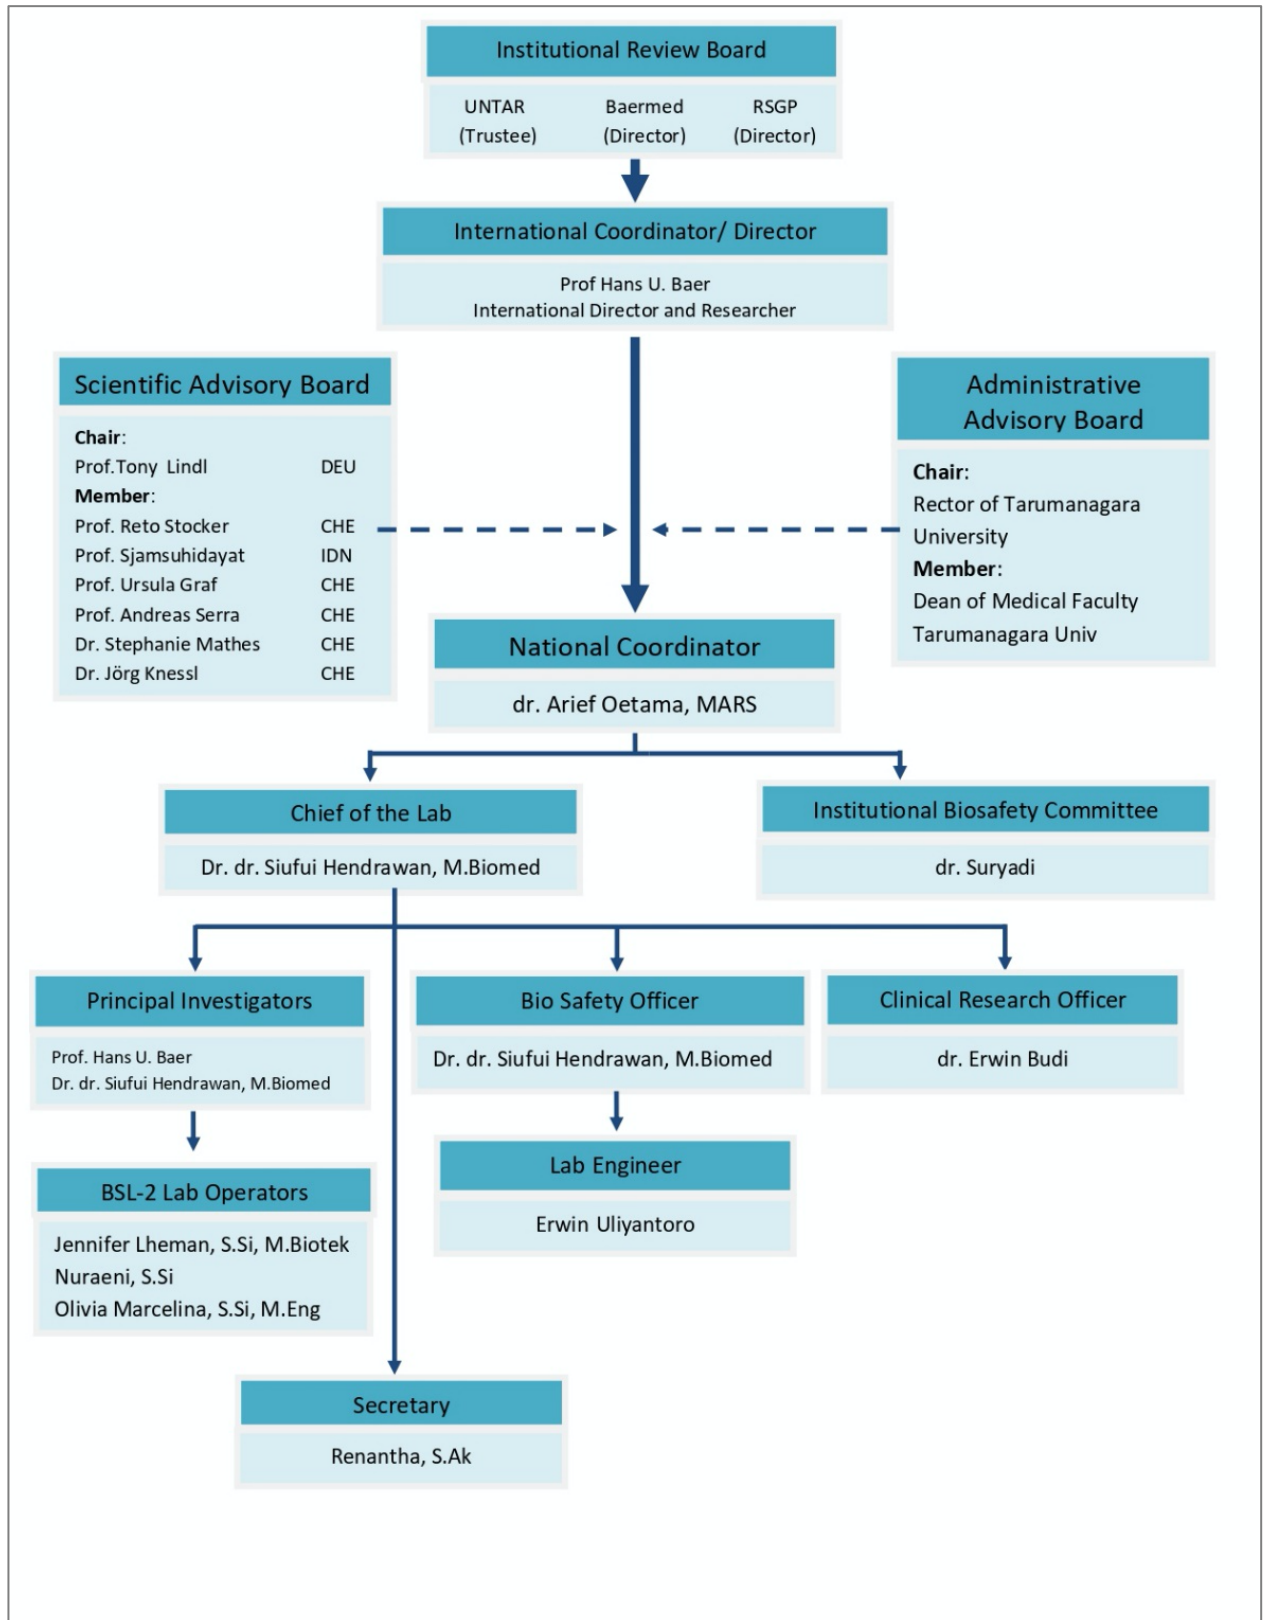 Institutional Review Board
UNTAR Baermed RSGP
(Trustee) (Director) (Director)
International Coordinator/ Director
Prof Hans U. Baer
International Director and Researcher
Scientific Advisory Board
Chair:
Prof.Tony Lindl DEU
Member:
Prof. Reto Stocker CHE
Prof. Sjamsuhidayat IDN
Prof. Ursula Graf CHE
Prof. Andreas Serra CHE
Dr. Stephanie Mathes CHE
Dr. Jörg Knessl CHE
Administrative
Advisory Board
Chair:
Rector of Tarumanagara
University
Member:
Dean of Medical Faculty
Tarumanagara Univ
National Coordinator
dr. Arief Oetama, MARS
Chief of the Lab
Dr. dr. Siufui Hendrawan, M.Biomed
Institutional Biosafety Committee
dr. Suryadi
Principal Investigators
Prof. Hans U. Baer
Dr. dr. Siufui Hendrawan, M.Biomed
Bio Safety Officer
Dr. dr. Siufui Hendrawan, M.Biomed
Clinical Research Officer
dr. Erwin Budi
BSL-2 Lab Operators
Jennifer Lheman, S.Si, M.Biotek
Nuraeni, S.Si
Olivia Marcelina, S.Si, M.Eng
Lab Engineer
Erwin Uliyantoro
Secretary
Renantha, S.Ak